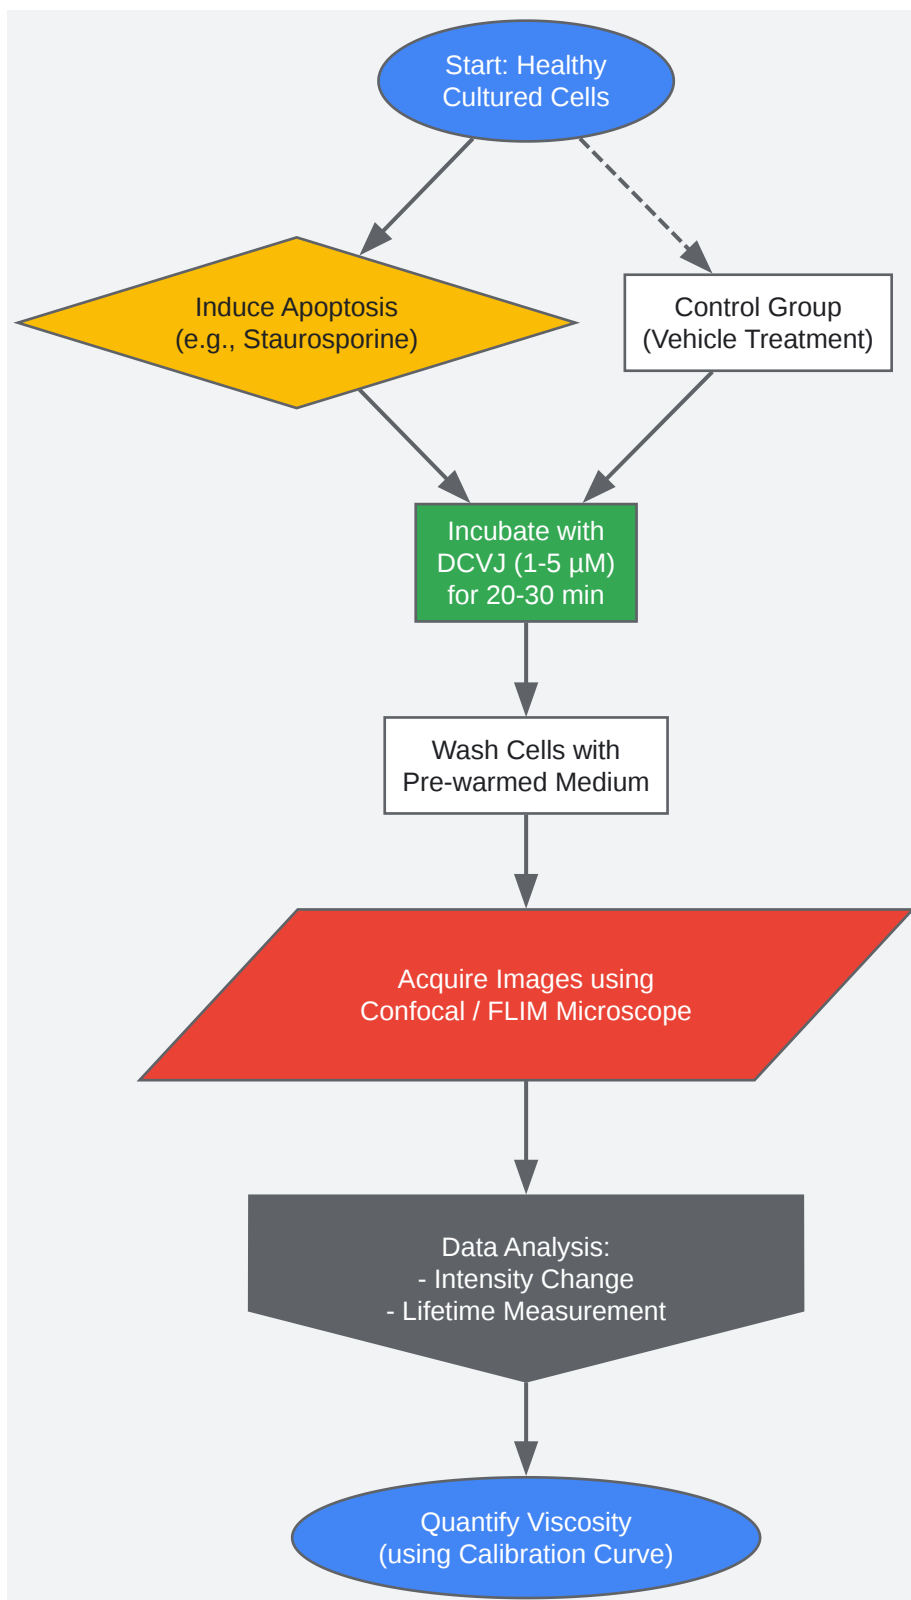 Start: Healthy
Cultured Cells
Induce Apoptosis
(e.g., Staurosporine)
Control Group
(Vehicle Treatment)
Incubate with
DCVJ (1-5 µM)
for 20-30 min
Wash Cells with
Pre-warmed Medium
Acquire Images using
Confocal / FLIM Microscope
Data Analysis:
- Intensity Change
- Lifetime Measurement
Quantify Viscosity
(using Calibration Curve)